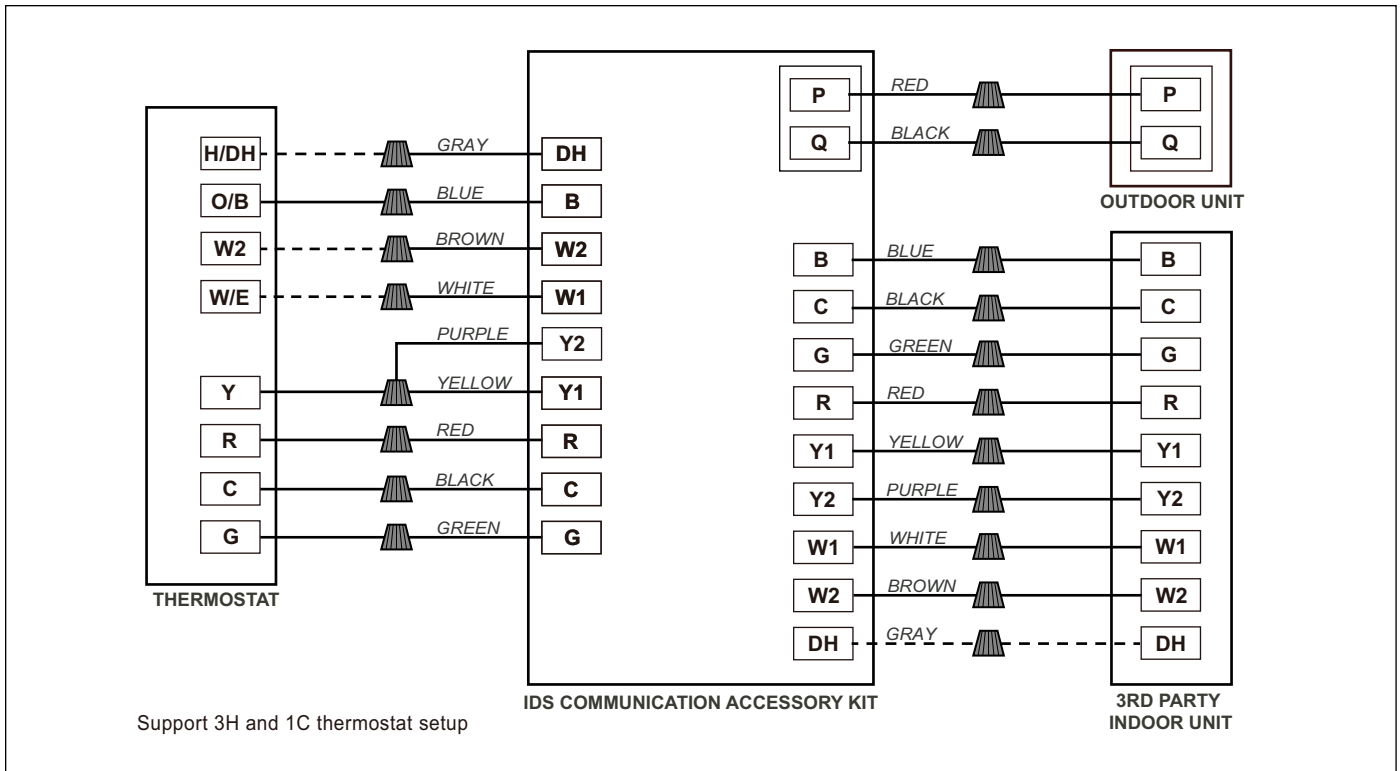 P RED P
Q BLACK Q
OUTDOOR UNIT
H/DH GRAY DH
O/B BLUE B
W2 BROWN W2
W/E WHITE W1
PURPLE Y2
Y YELLOW Y1
R RED R
C BLACK C
G GREEN G
THERMOSTAT
B BLUE B
C BLACK C
G GREEN G
R RED R
Y1 YELLOW Y1
Y2 PURPLE Y2
W1 WHITE W1
W2 BROWN W2
DH GRAY DH
IDS COMMUNICATION ACCESSORY KIT
3RD PARTY
INDOOR UNIT
Support 3H and 1C thermostat setup